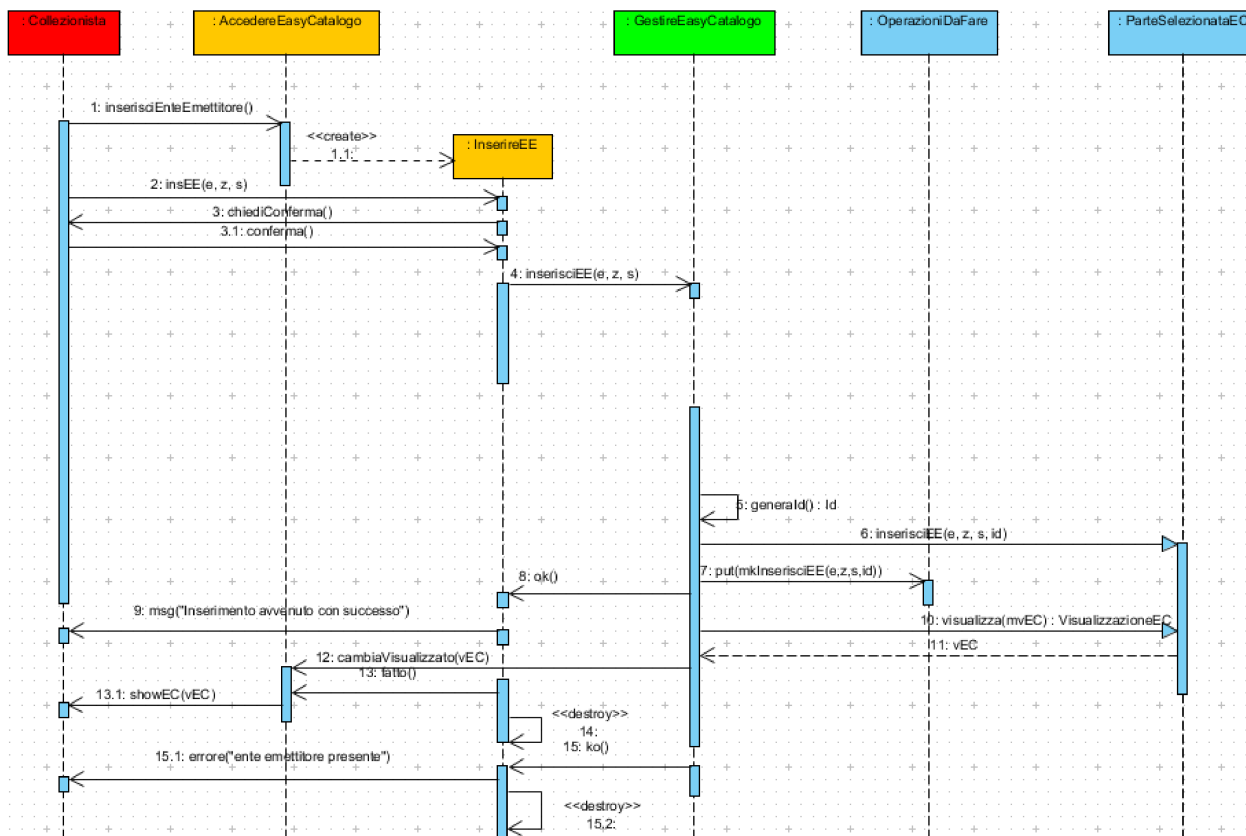 : Collezionista
: AccedereEasyCatalogo
: GestireEasyCatalogo
: OperazioniDaFare
: ParteSelezionataEC
1: inserisciEnteEmettitore()
<<create>>
1.1:
: InserireEE
2: insEE(e, z, s)
3: chiediConferma()
3.1: conferma()
4: inserisciEE(e, z, s)
5: generaId() : Id
6: inserisciEE(e, z, s, id)
7: put(mkInserisciEE(e,z,s,id))
8: ok()
9: msg("Inserimento avvenuto con successo")
10: visualizza(mvEC) : VisualizzazioneEC
11: vEC
12: cambiaVisualizzato(vEC)
13: fatto()
13.1: showEC(vEC)
<<destroy>>
14:
15: ko()
15.1: errore("ente emettitore presente")
<<destroy>>
15.2: